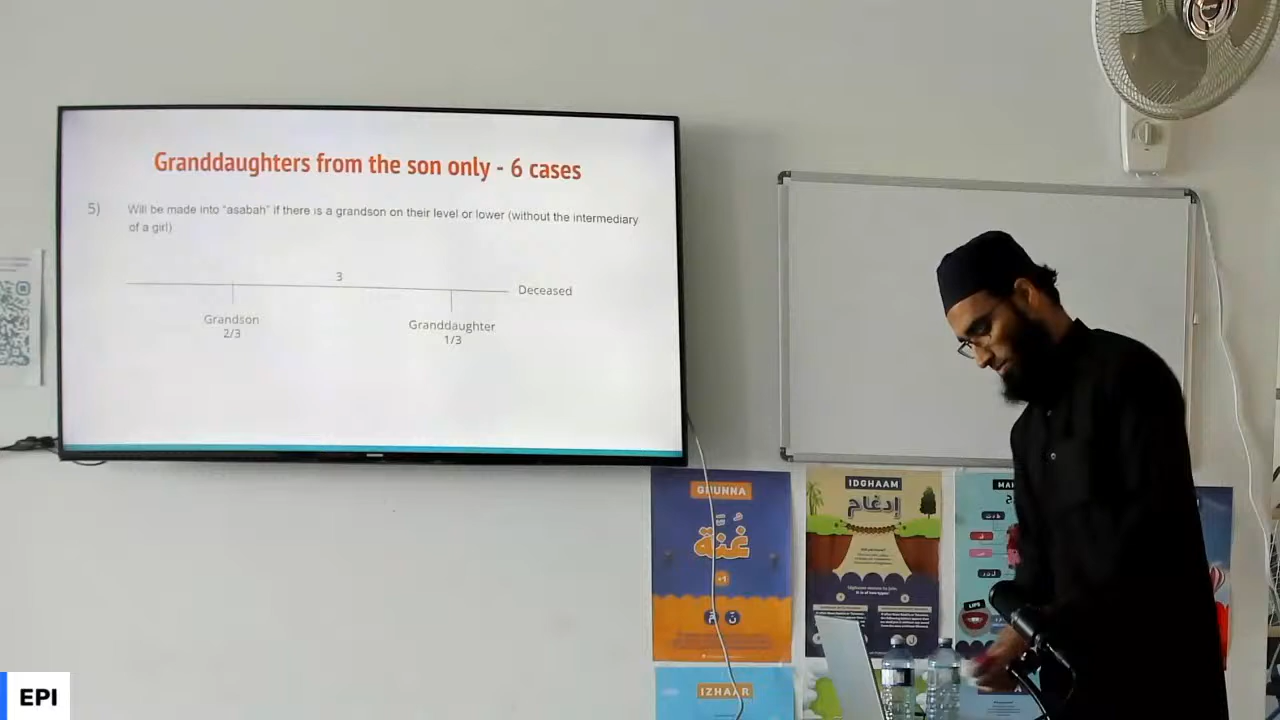 Granddaughters from the son only - 6 cases
5) Will be made into "asabah" if there is a grandson on their level or lower (without the intermediary
of a girl)
3
Deceased
Grandson
2/3
Granddaughter
1/3
GHUNNA
غُنَّة
IDGHAAM
إدغام
LIPS
IZHAAR
EPI